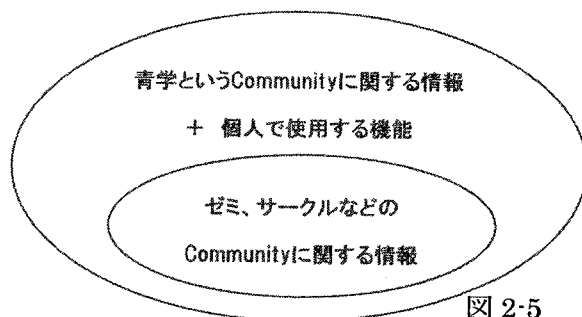 青学というCommunityに関する情報
+ 個人で使用する機能
ゼミ、サークルなどの
Communityに関する情報
図 2-5